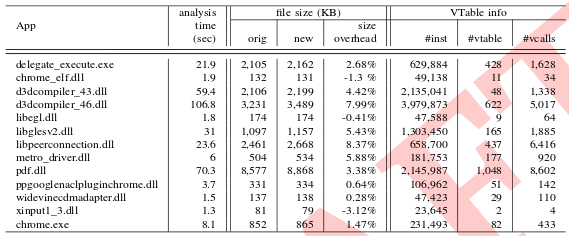 App analysis time (sec) file size (KB) VTable info
orig new size overhead #inst #vtable #vcalls
delegate_execute.exe 21.9 2,105 2,162 2.68% 629,884 428 1,628
chrome_elf.dll 1.9 132 131 -1.3 % 49,138 11 34
d3dcompiler_43.dll 59.4 2,106 2,199 4.42% 2,135,041 48 1,338
d3dcompiler_46.dll 106.8 3,231 3,489 7.99% 3,979,873 622 5,017
libegl.dll 1.8 174 174 -0.41% 47,588 9 64
libglesv2.dll 31 1,097 1,157 5.43% 1,303,450 165 1,885
libpeerconnection.dll 23.6 2,461 2,668 8.37% 658,700 437 6,416
metro_driver.dll 6 504 534 5.88% 181,753 177 920
pdf.dll 70.3 8,577 8,868 3.38% 2,145,987 1,048 8,602
ppgooglenaclpluginchrome.dll 3.7 331 334 0.64% 106,962 51 142
widevinecdmadapter.dll 1.5 137 138 0.28% 47,423 29 110
xinput1_3.dll 1.3 81 79 -3.12% 23,645 2 4
chrome.exe 8.1 852 865 1.47% 231,493 82 433